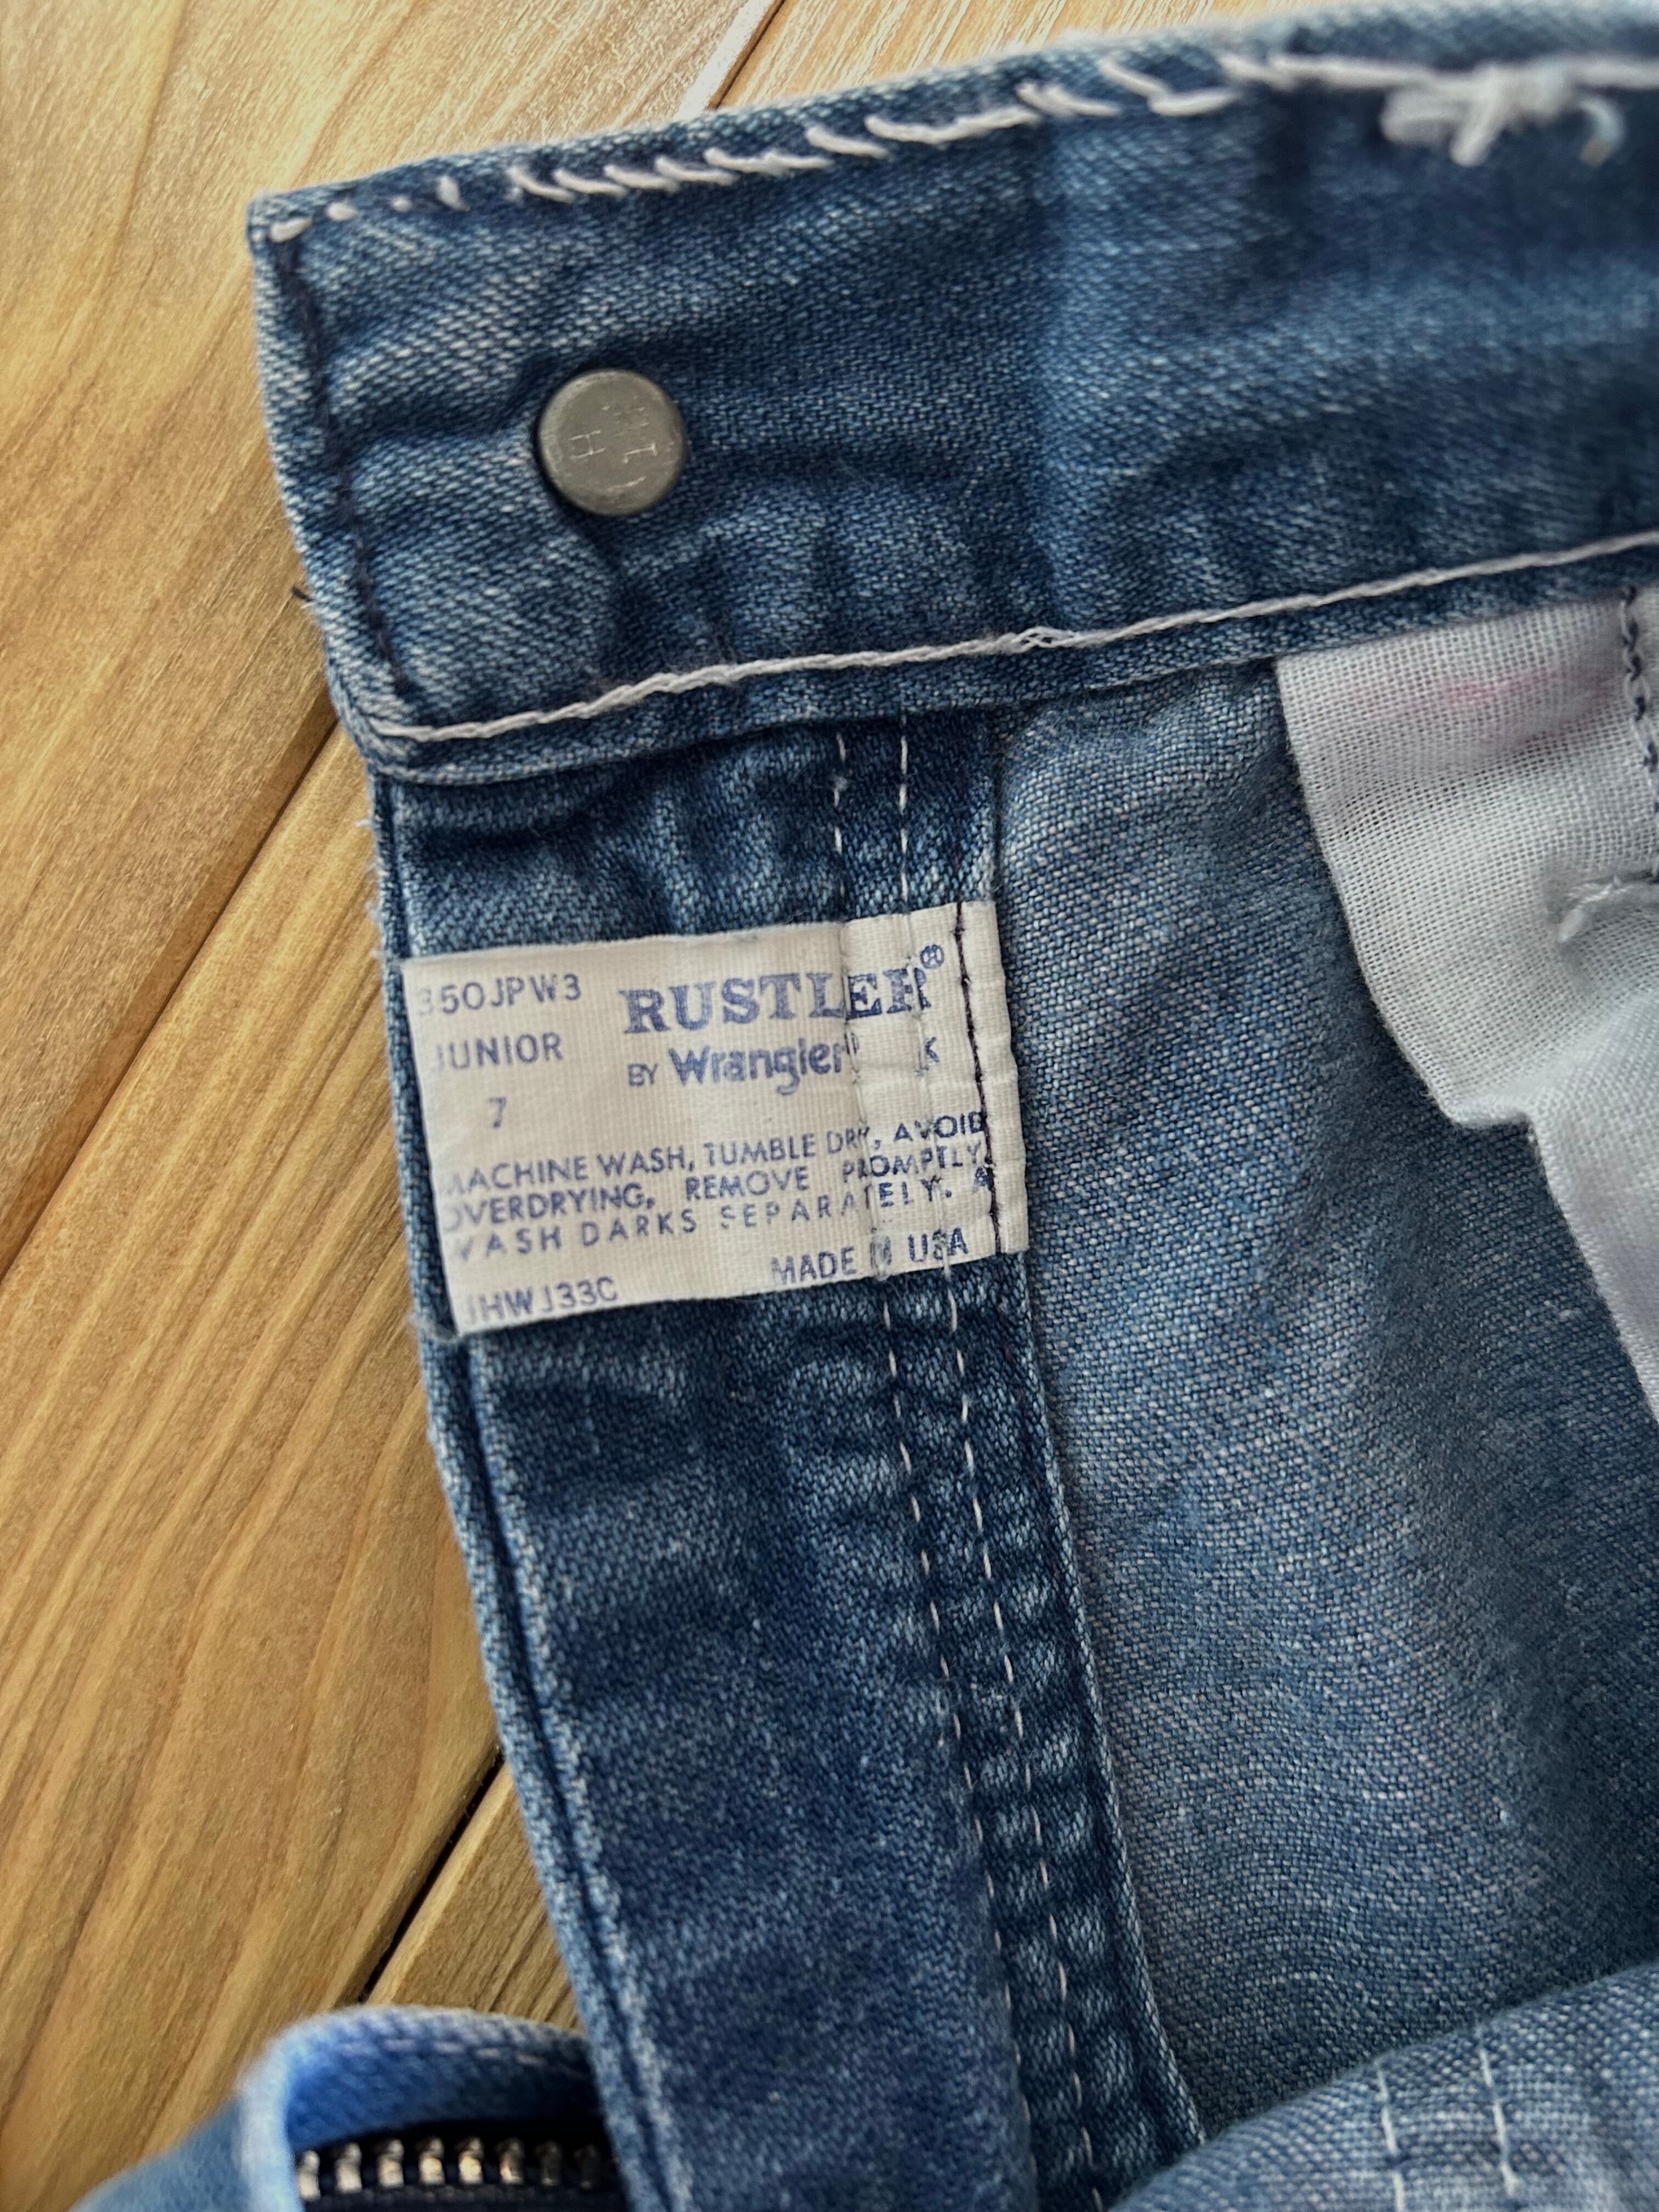 350JPW3
RUSTLER®
JUNIOR
BY Wrangler® K
7
MACHINE WASH, TUMBLE DRY, AVOID
OVERDRYING, REMOVE PROMPTLY.
WASH DARKS SEPARATELY. A
MADE IN USA
HWJ33C